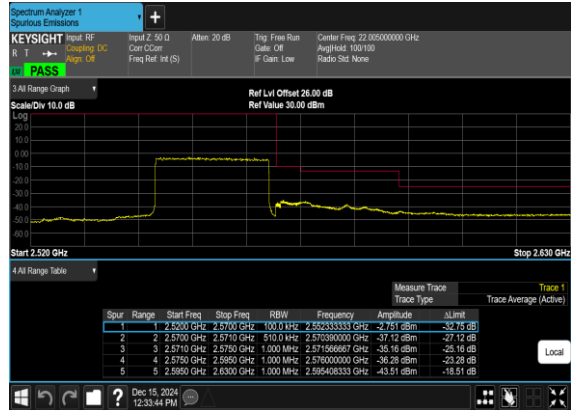 Spectrum Analyzer 1
Spurious Emissions
KEYSIGHT Input: RF Input Z: 50 Ω Atten: 20 dB Trig: Free Run Center Freq: 22.005000000 GHz
R T Coupling: DC Corr CCorr Gate: Off Avg|Hold: 100/100
Align: Off Freq Ref: Int (S) IF Gain: Low Radio Std: None
PASS
3 All Range Graph
Ref Lvl Offset 26.00 dB
Scale/Div 10.0 dB Ref Value 30.00 dBm
Log
20.0
10.0
0.00
-10.0
-20.0
-30.0
-40.0
-50.0
-60.0
Start 2.520 GHz Stop 2.630 GHz
4 All Range Table
Measure Trace Trace 1
Trace Type Trace Average (Active)
Spur Range Start Freq Stop Freq RBW Frequency Amplitude ΔLimit
1 1 2.5200 GHz 2.5700 GHz 100.0 kHz 2.552333333 GHz -2.751 dBm -32.75 dB
2 2 2.5700 GHz 2.5710 GHz 510.0 kHz 2.570390000 GHz -37.12 dBm -27.12 dB
3 3 2.5710 GHz 2.5750 GHz 1.000 MHz 2.571566667 GHz -35.16 dBm -25.16 dB
4 4 2.5750 GHz 2.5950 GHz 1.000 MHz 2.576000000 GHz -36.28 dBm -23.28 dB
5 5 2.5950 GHz 2.6300 GHz 1.000 MHz 2.595408333 GHz -43.51 dBm -18.51 dB
Local
Dec 15, 2024
12:33:44 PM